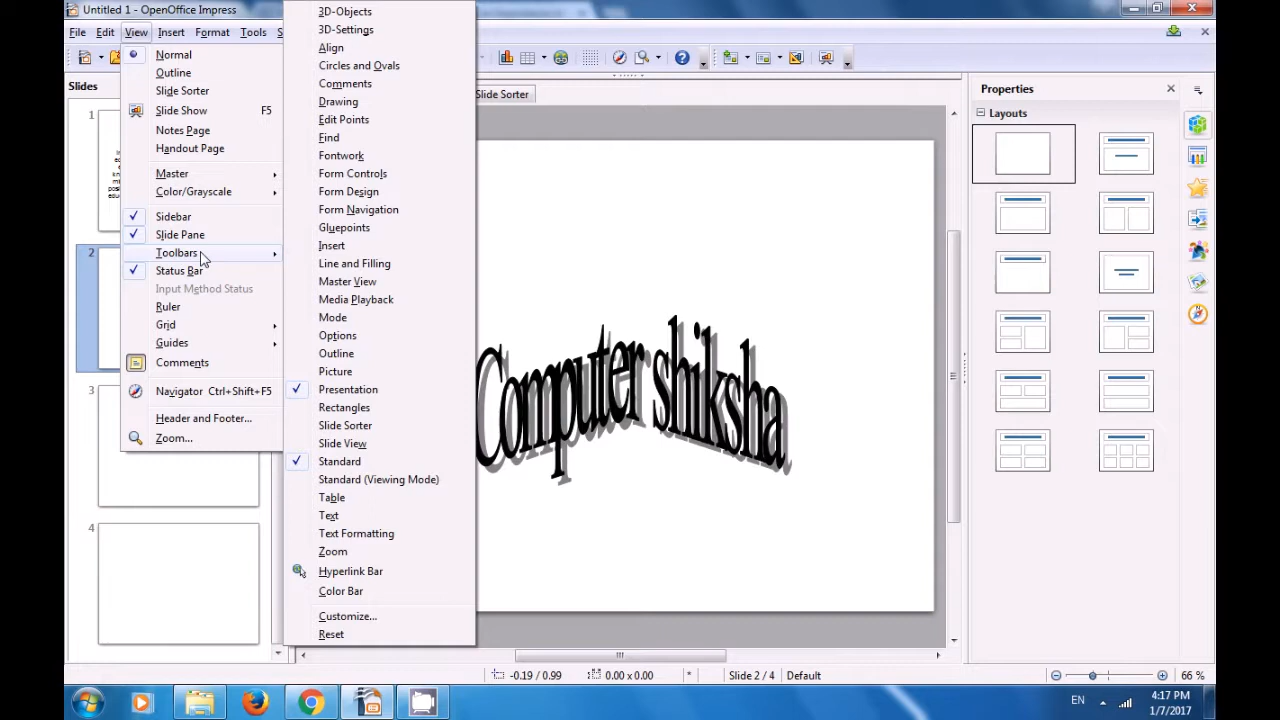 Untitled 1 - OpenOffice Impress
File Edit View Insert Format Tools S
Slides
1
2
3
4
Normal
Outline
Slide Sorter
Slide Show F5
Notes Page
Handout Page
Master
Color/Grayscale
Sidebar
Slide Pane
Toolbars
Status Bar
Input Method Status
Ruler
Grid
Guides
Comments
Navigator Ctrl+Shift+F5
Header and Footer...
Zoom...
3D-Objects
3D-Settings
Align
Circles and Ovals
Comments
Drawing
Edit Points
Find
Fontwork
Form Controls
Form Design
Form Navigation
Gluepoints
Insert
Line and Filling
Master View
Media Playback
Mode
Options
Outline
Picture
Presentation
Rectangles
Slide Sorter
Slide View
Standard
Standard (Viewing Mode)
Table
Text
Text Formatting
Zoom
Hyperlink Bar
Color Bar
Customize...
Reset
Slide Sorter
Computer shiksha
Properties
Layouts
-0.19 / 0.99 0.00 x 0.00 * Slide 2 / 4 Default 66 %
EN 4:17 PM
1/7/2017